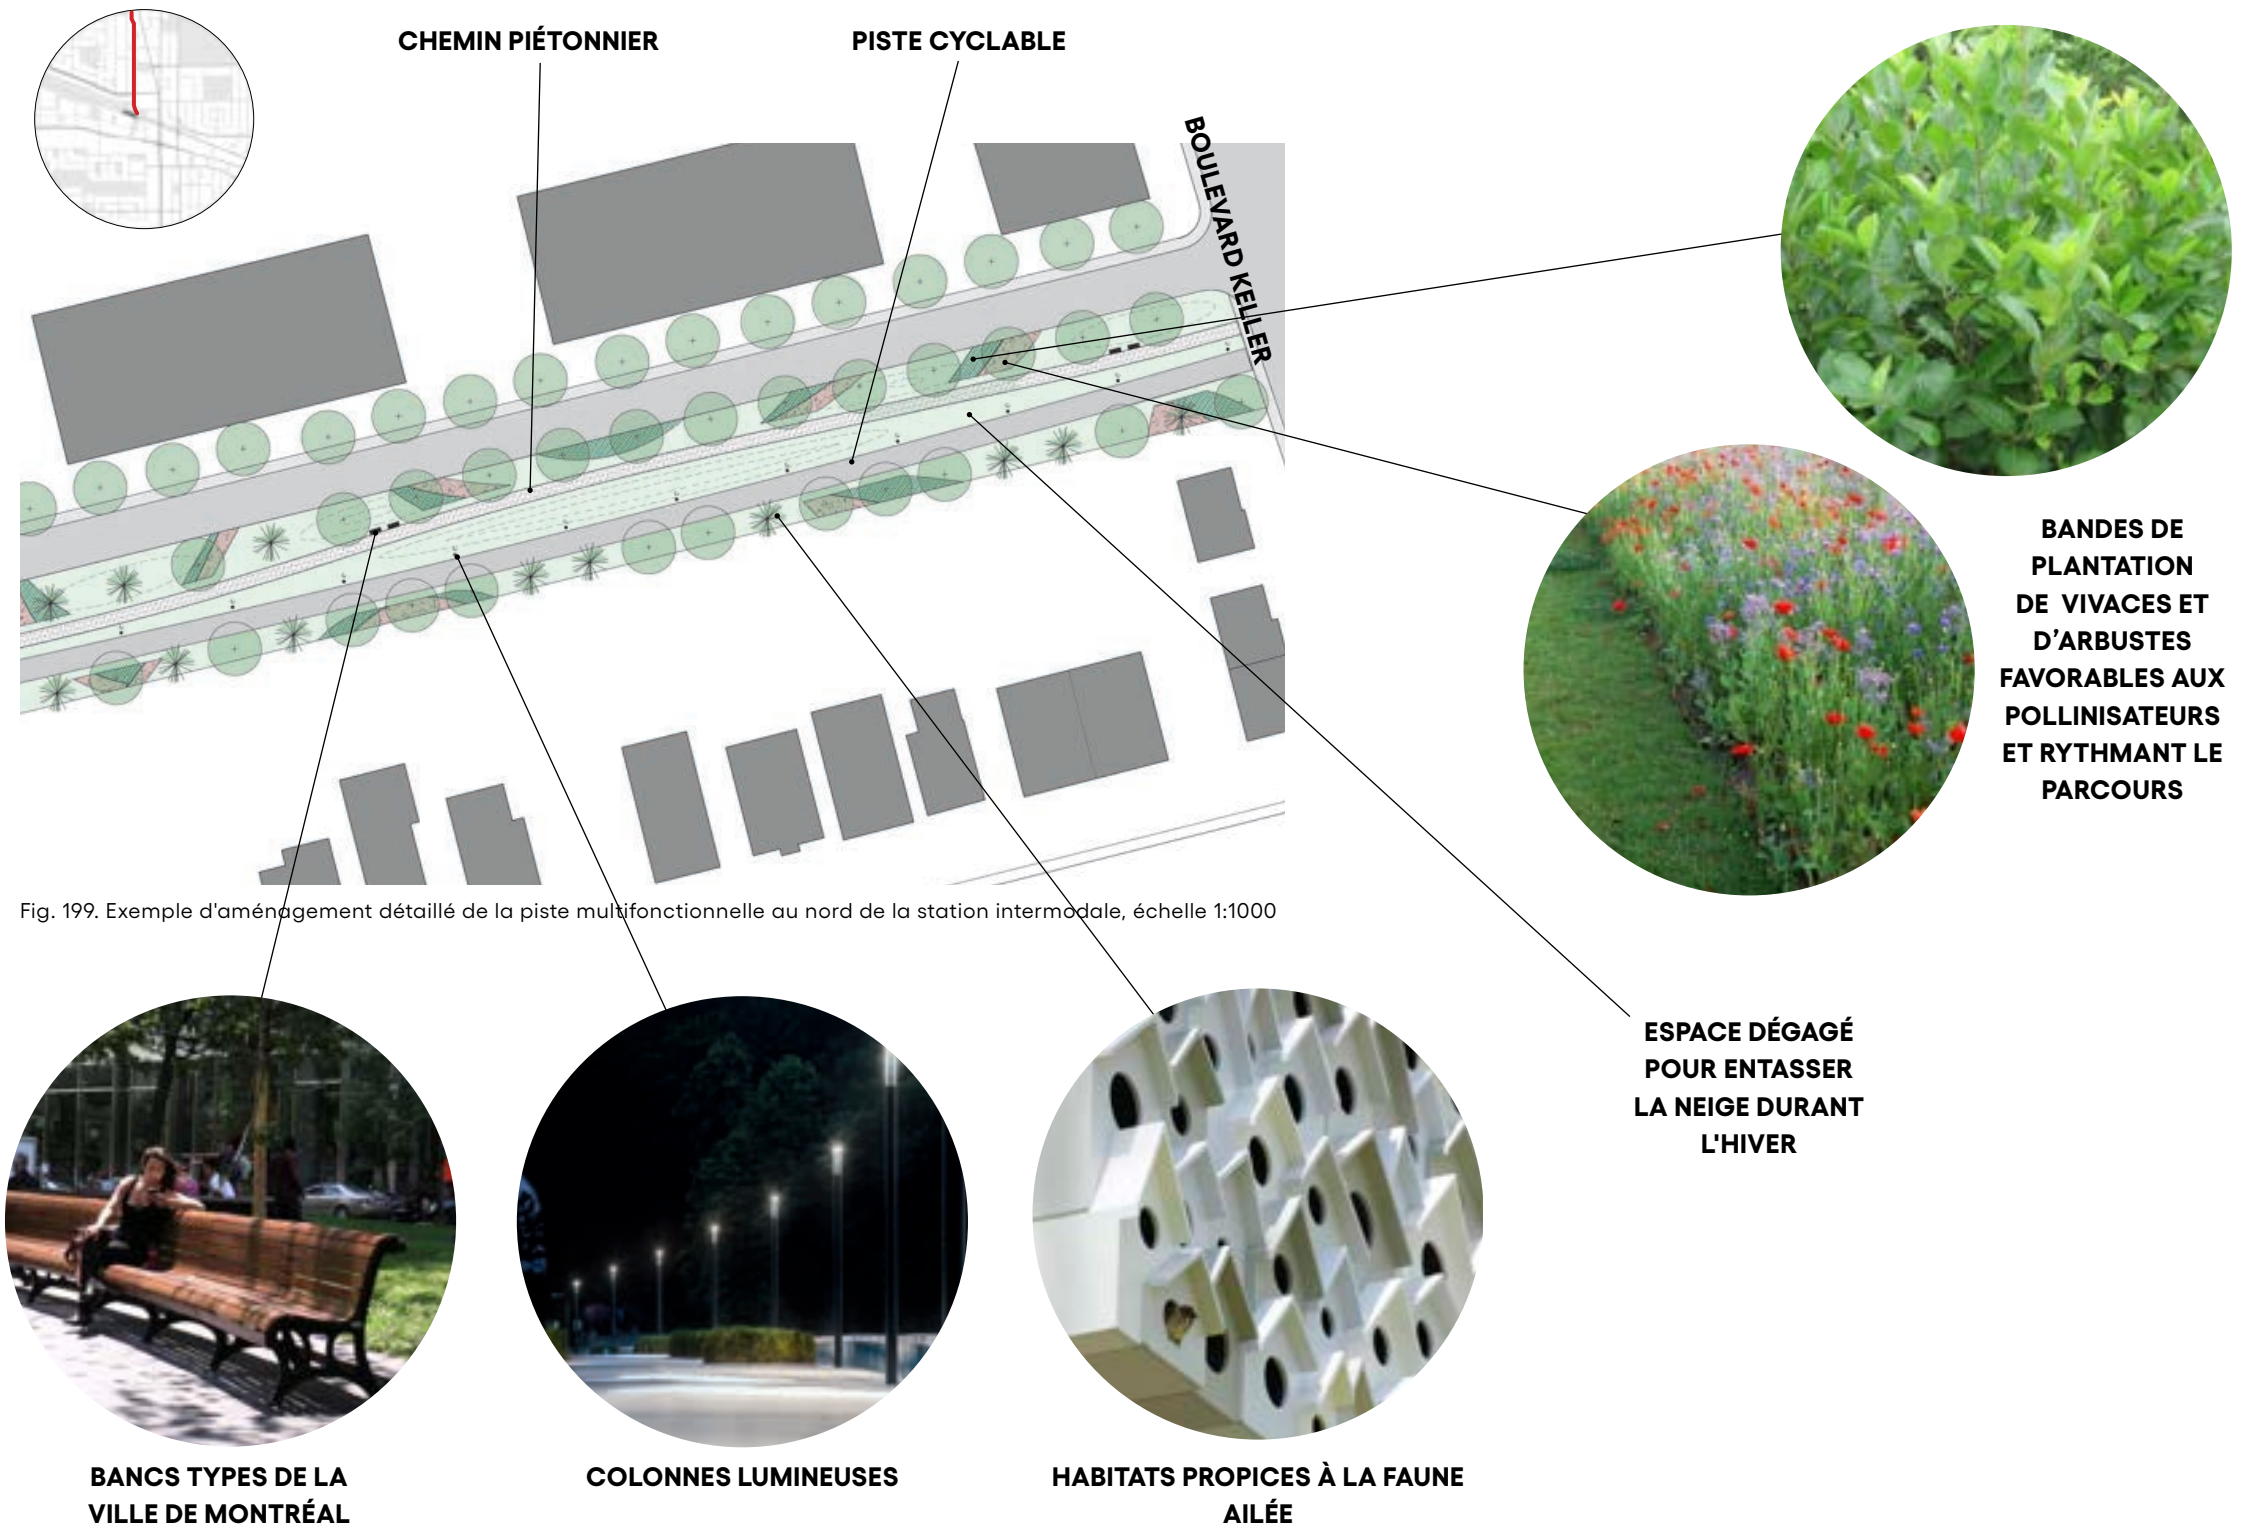 CHEMIN PIÉTONNIER
PISTE CYCLABLE
BOULEVARD KELLER
BANDES DE
PLANTATION
DE VIVACES ET
D’ARBUSTES
FAVORABLES AUX
POLLINISATEURS
ET RYTHMANT LE
PARCOURS
Fig. 199. Exemple d'aménagement détaillé de la piste multifonctionnelle au nord de la station intermodale, échelle 1:1000
ESPACE DÉGAGÉ
POUR ENTASSER
LA NEIGE DURANT
L'HIVER
BANCS TYPES DE LA
VILLE DE MONTRÉAL
COLONNES LUMINEUSES
HABITATS PROPICES À LA FAUNE
AILÉE